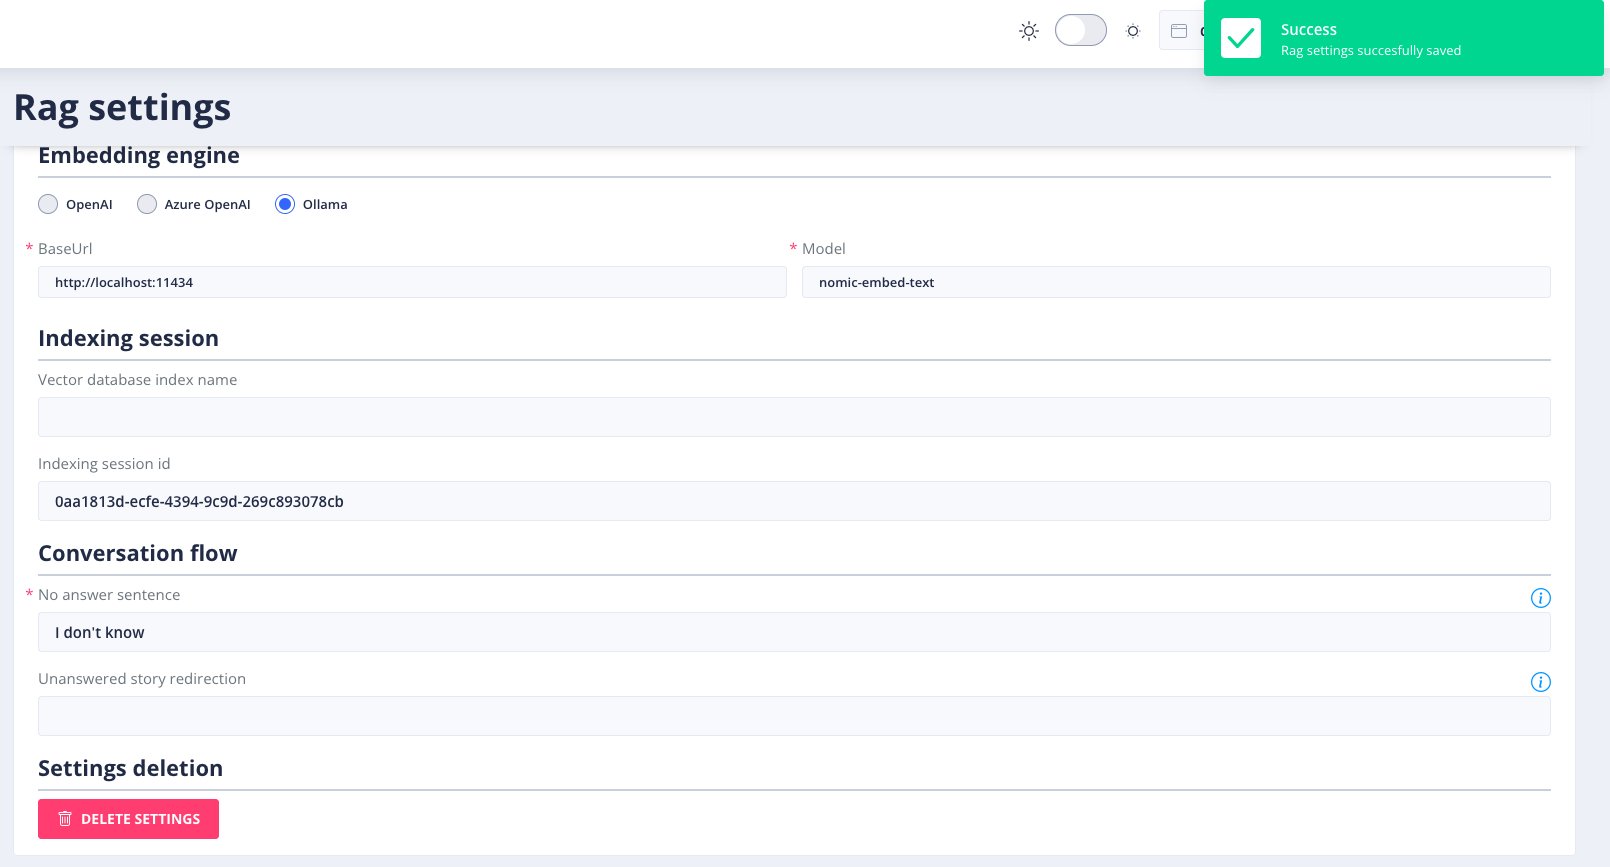 Success
Rag settings succesfully saved
Rag settings
Embedding engine
OpenAI Azure OpenAI Ollama
* BaseUrl * Model
http://localhost:11434 nomic-embed-text
Indexing session
Vector database index name
Indexing session id
0aa1813d-ecfe-4394-9c9d-269c893078cb
Conversation flow
* No answer sentence
I don't know
Unanswered story redirection
Settings deletion
DELETE SETTINGS